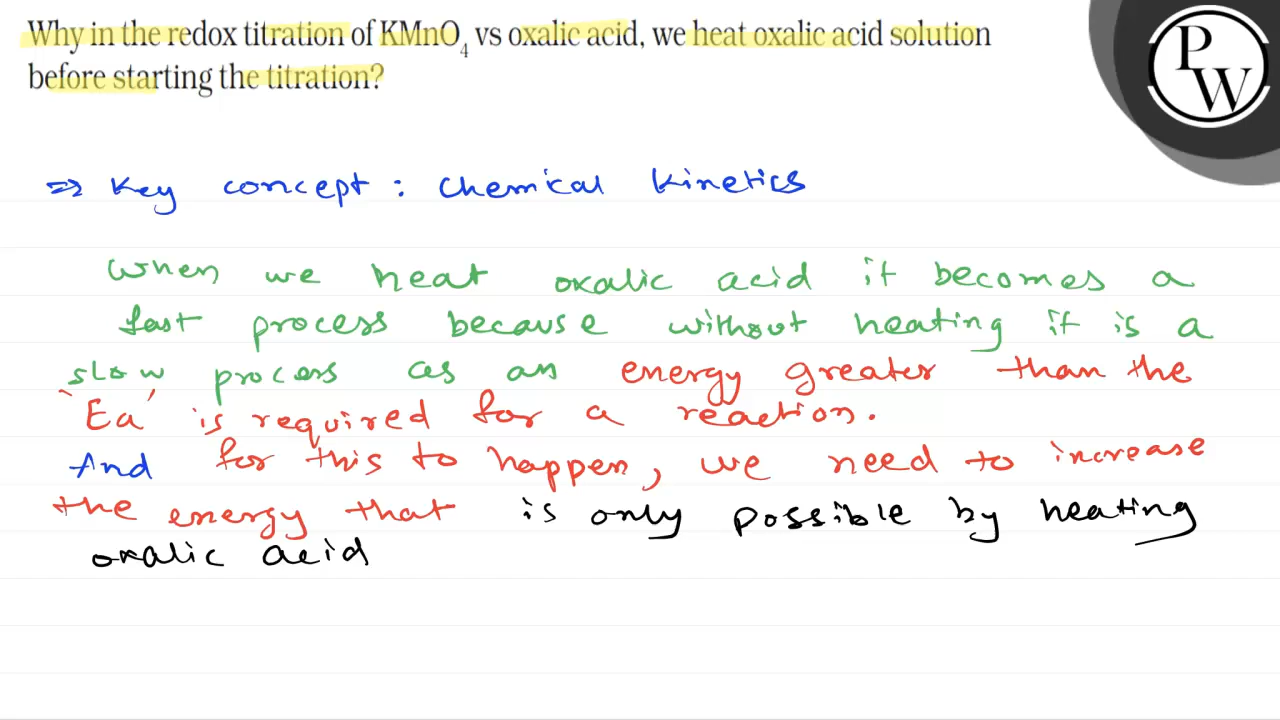 Why in the redox titration of KMnO₄ vs oxalic acid, we heat oxalic acid solution
before starting the titration?
PW
⇒ Key concept : Chemical Kinetics
When we heat oxalic acid it becomes a
fast process because without heating it is a
slow process as an energy greater than the
'Ea' is required for a reaction.
And for this to happen, we need to increase
the energy that is only possible by heating
oxalic acid